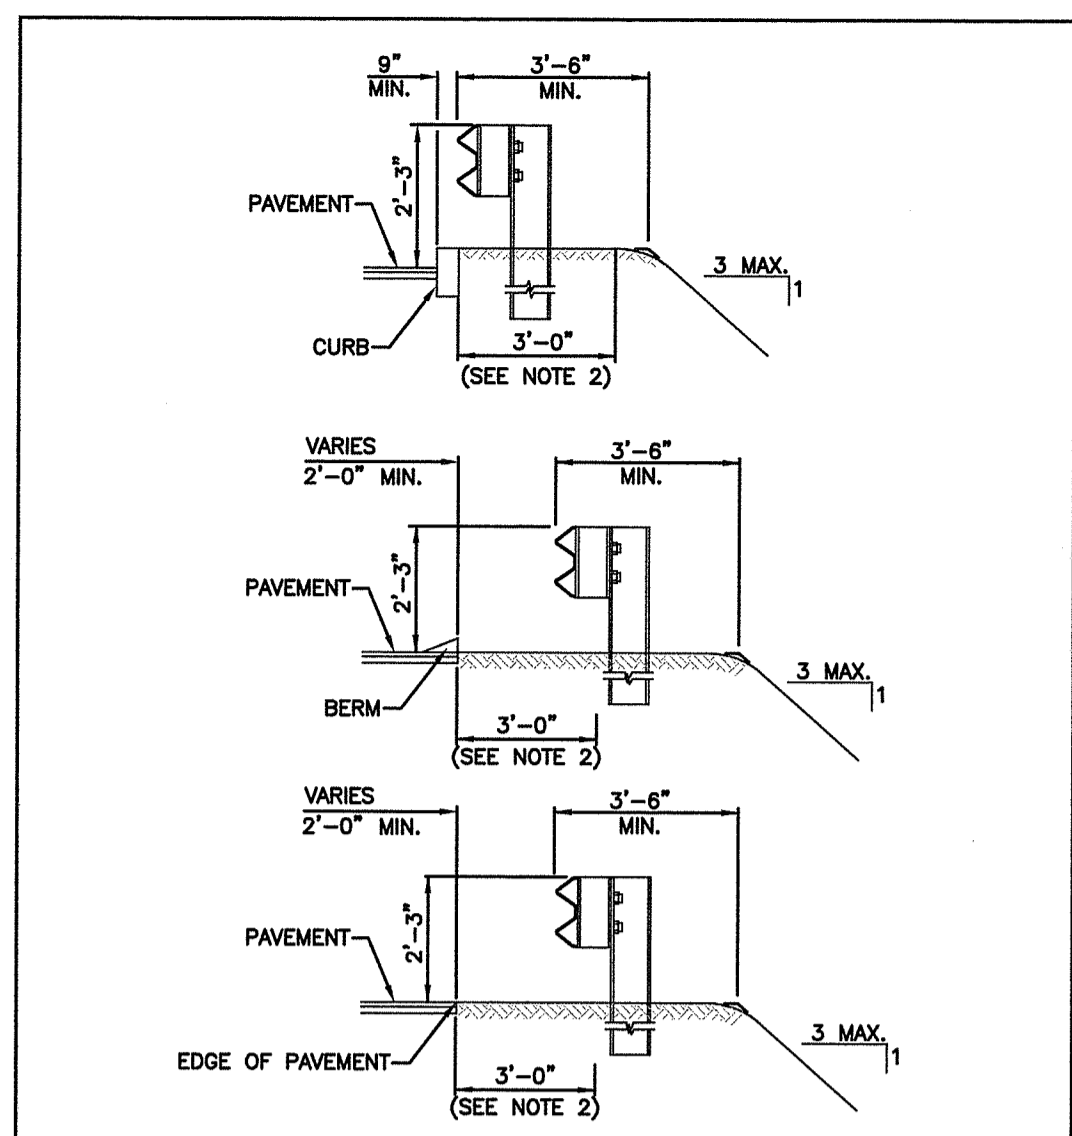 9"
MIN.
3'-6"
MIN.
2'-3"
PAVEMENT
3 MAX.
1
CURB
3'-0"
(SEE NOTE 2)
VARIES
2'-0" MIN.
3'-6"
MIN.
2'-3"
PAVEMENT
3 MAX.
1
BERM
3'-0"
(SEE NOTE 2)
VARIES
2'-0" MIN.
3'-6"
MIN.
2'-3"
PAVEMENT
3 MAX.
1
EDGE OF PAVEMENT
3'-0"
(SEE NOTE 2)